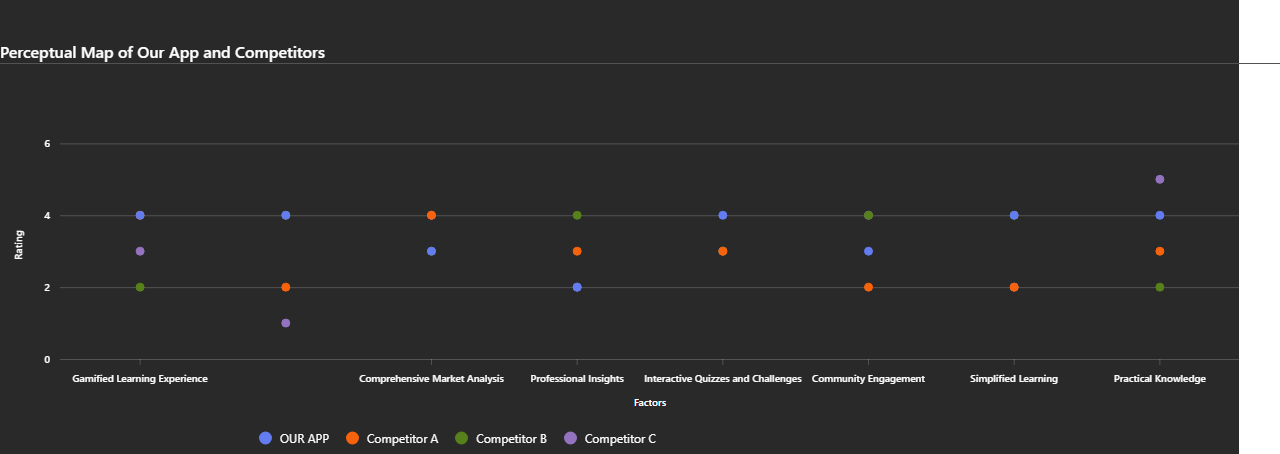 Perceptual Map of Our App and Competitors
6
4
2
0
Rating
Gamified Learning Experience
Comprehensive Market Analysis
Professional Insights
Interactive Quizzes and Challenges
Community Engagement
Simplified Learning
Practical Knowledge
Factors
OUR APP
Competitor A
Competitor B
Competitor C